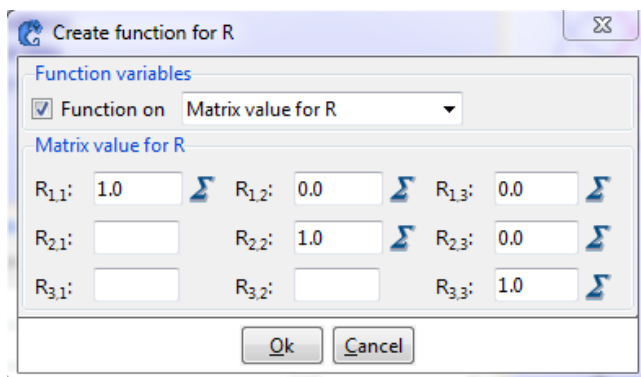 Create function for R
Function variables
Function on Matrix value for R
Matrix value for R
R1,1: 1.0 Σ R1,2: 0.0 Σ R1,3: 0.0 Σ
R2,1: R2,2: 1.0 Σ R2,3: 0.0 Σ
R3,1: R3,2: R3,3: 1.0 Σ
Ok Cancel